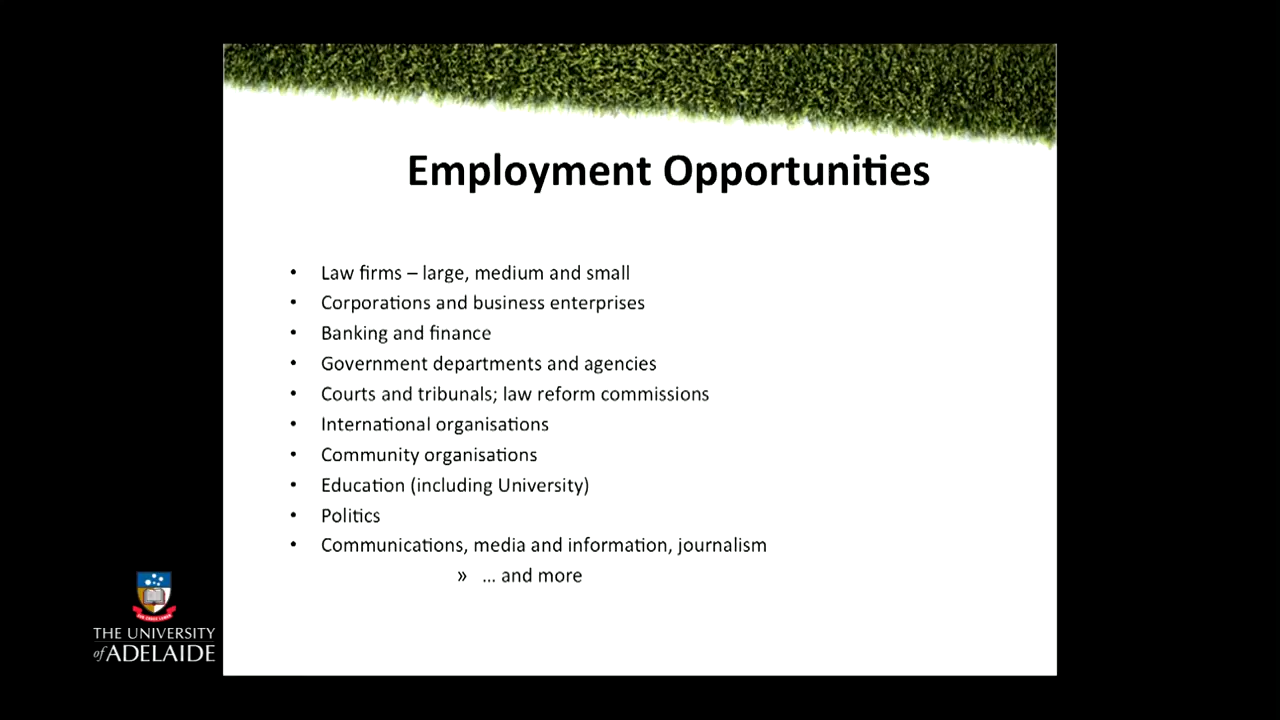 Employment Opportunities
• Law firms – large, medium and small
• Corporations and business enterprises
• Banking and finance
• Government departments and agencies
• Courts and tribunals; law reform commissions
• International organisations
• Community organisations
• Education (including University)
• Politics
• Communications, media and information, journalism
» ... and more
THE UNIVERSITY
of ADELAIDE